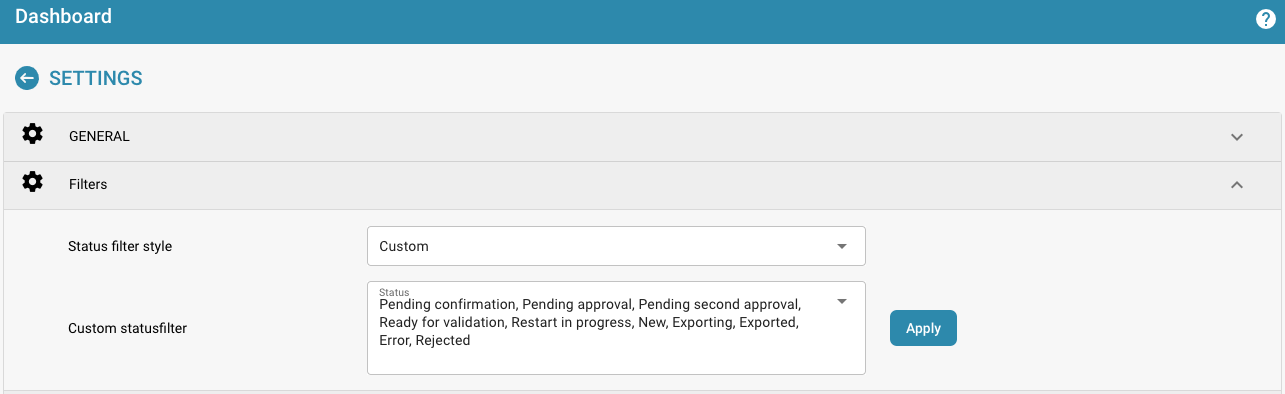 Dashboard
?
SETTINGS
GENERAL
Filters
Status filter style
Custom
Custom statusfilter
Status
Pending confirmation, Pending approval, Pending second approval,
Ready for validation, Restart in progress, New, Exporting, Exported,
Error, Rejected
Apply